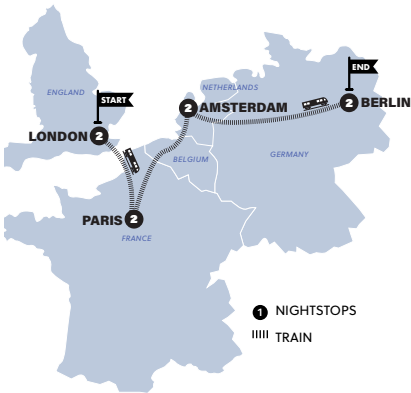 END
NETHERLANDS
ENGLAND
START
2 AMSTERDAM
2 BERLIN
LONDON 2
BELGIUM
GERMANY
PARIS 2
FRANCE
1 NIGHTSTOPS
TRAIN